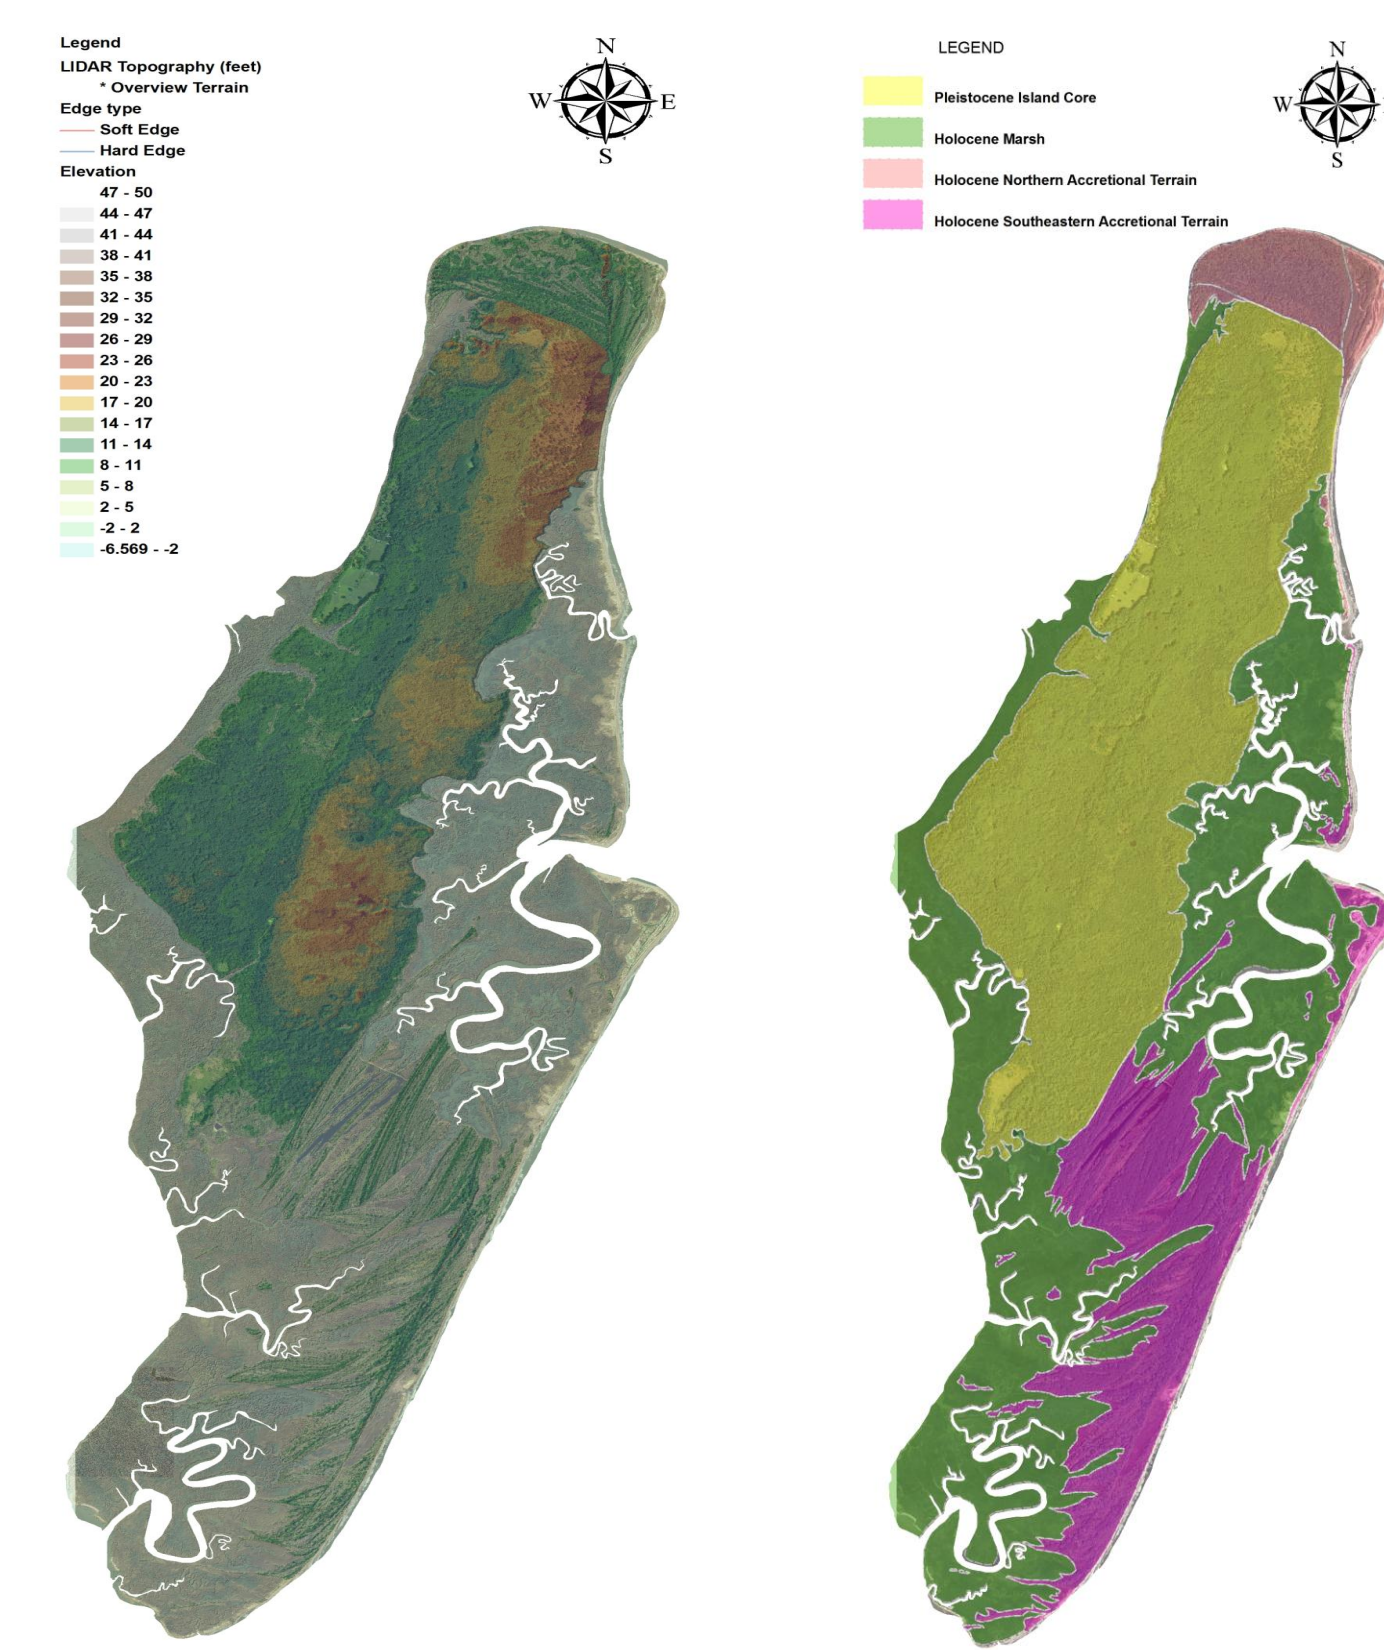 Legend
LIDAR Topography (feet)
* Overview Terrain
Edge type
Soft Edge
Hard Edge
Elevation
47 - 50
44 - 47
41 - 44
38 - 41
35 - 38
32 - 35
29 - 32
26 - 29
23 - 26
20 - 23
17 - 20
14 - 17
11 - 14
8 - 11
5 - 8
2 - 5
-2 - 2
-6.569 - -2
N
W E
S
LEGEND
Pleistocene Island Core
Holocene Marsh
Holocene Northern Accretional Terrain
Holocene Southeastern Accretional Terrain
N
W
S